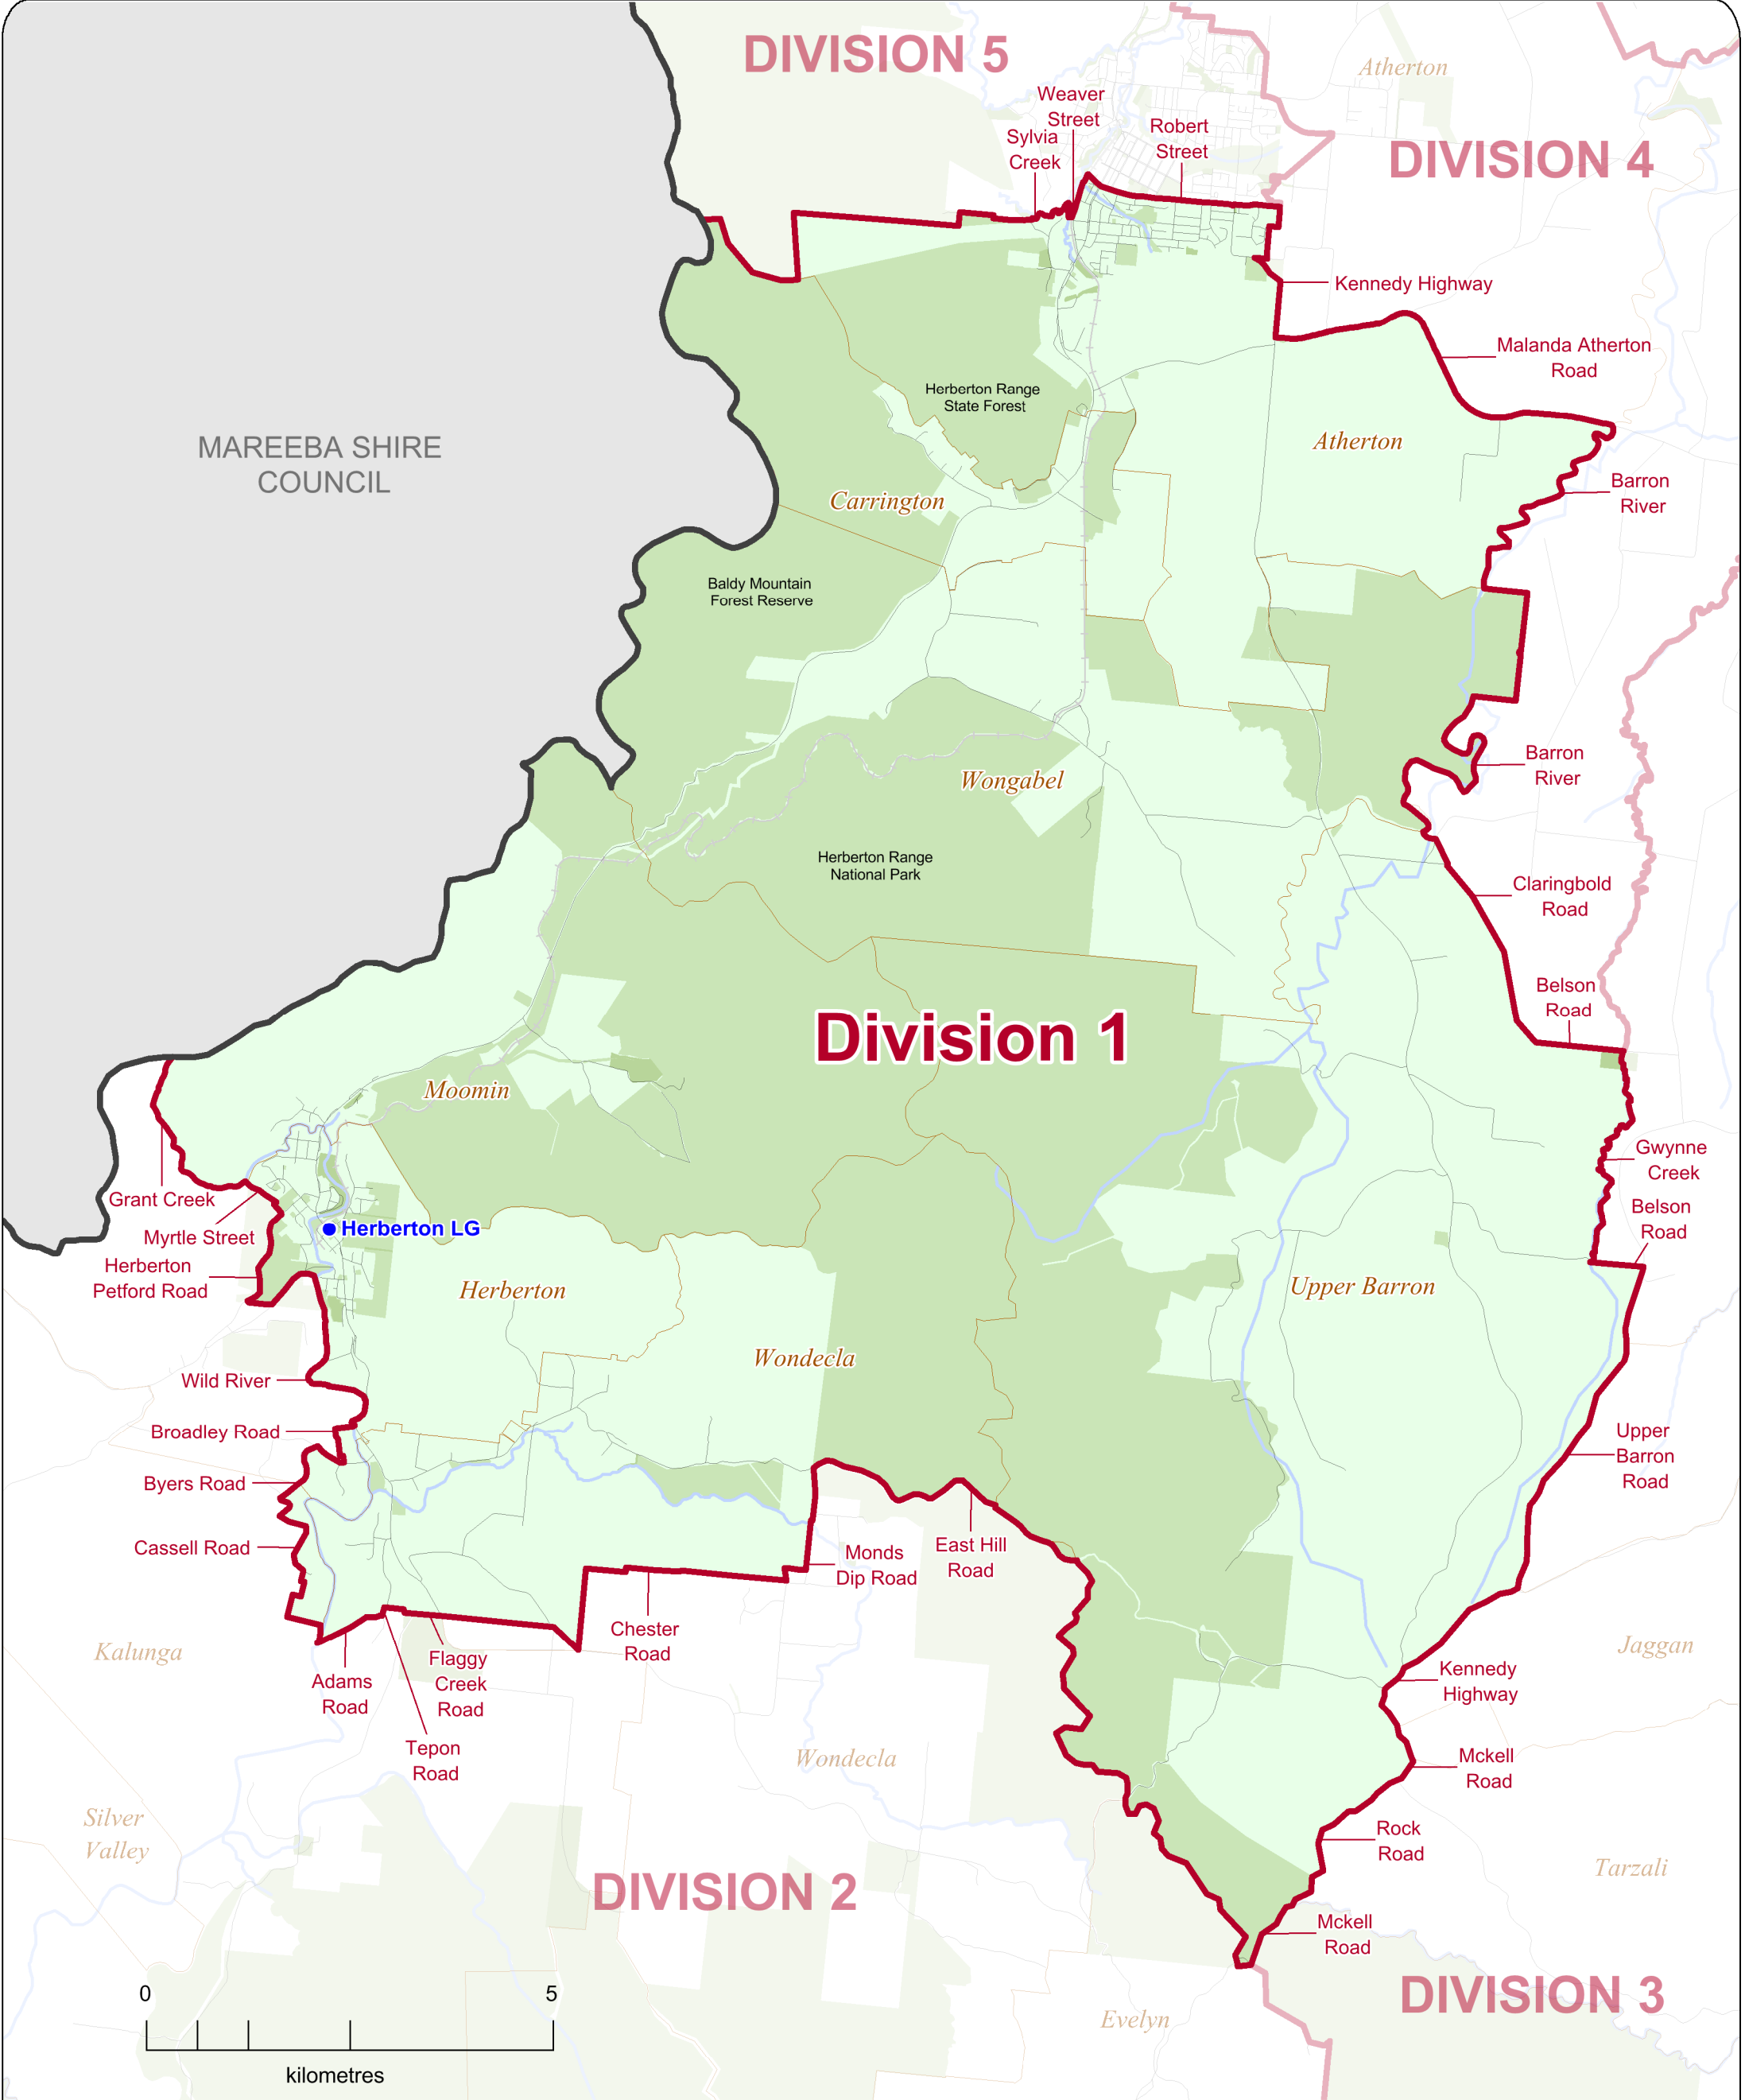 DIVISION 5
Atherton
Weaver
Street
Sylvia
Creek
Robert
Street
DIVISION 4
Kennedy Highway
Malanda Atherton
Road
Herberton Range
State Forest
MAREEBA SHIRE
COUNCIL
Atherton
Carrington
Barron
River
Baldy Mountain
Forest Reserve
Barron
River
Wongabel
Herberton Range
National Park
Claringbold
Road
Belson
Road
Division 1
Moomin
Gwynne
Creek
Grant Creek
Belson
Road
Myrtle Street
Herberton LG
Herberton
Petford Road
Herberton
Upper Barron
Wondecla
Wild River
Broadley Road
Upper
Barron
Road
Byers Road
Cassell Road
Monds
Dip Road
East Hill
Road
Chester
Road
Kalunga
Adams
Road
Flaggy
Creek
Road
Jaggan
Kennedy
Highway
Tepon
Road
Wondecla
Mckell
Road
Silver
Valley
Rock
Road
Tarzali
DIVISION 2
Mckell
Road
DIVISION 3
0 5
kilometres
Evelyn